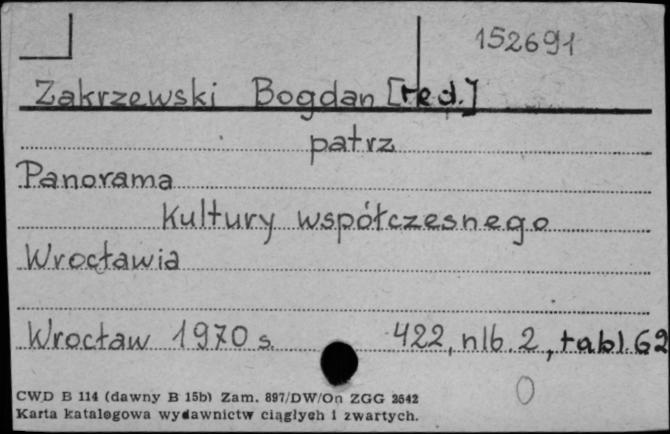 152691
Zakrzewski Bogdan [red.]
patrz
Panorama
Kultury współczesnego
Wrocławia
Wrocław 1970 s. 422, nlb. 2, tabl. 62
CWD B 114 (dawny B 15b) Zam. 897/DW/On ZGG 2642
Karta katalogowa wydawnictw ciągłych i zwartych.